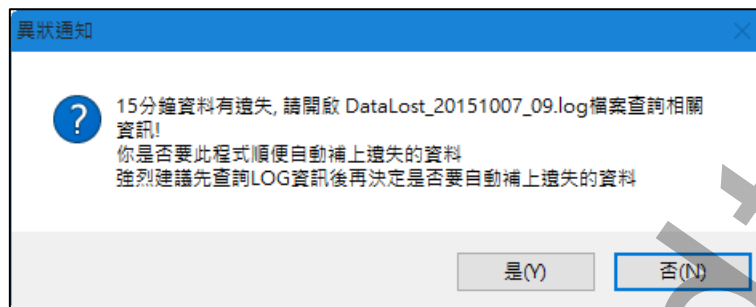 異狀通知
15分鐘資料有遺失, 請開啟 DataLost_20151007_09.log檔案查詢相關
資訊!
你是否要此程式順便自動補上遺失的資料
強烈建議先查詢LOG資訊後再決定是否要自動補上遺失的資料
是(Y)
否(N)